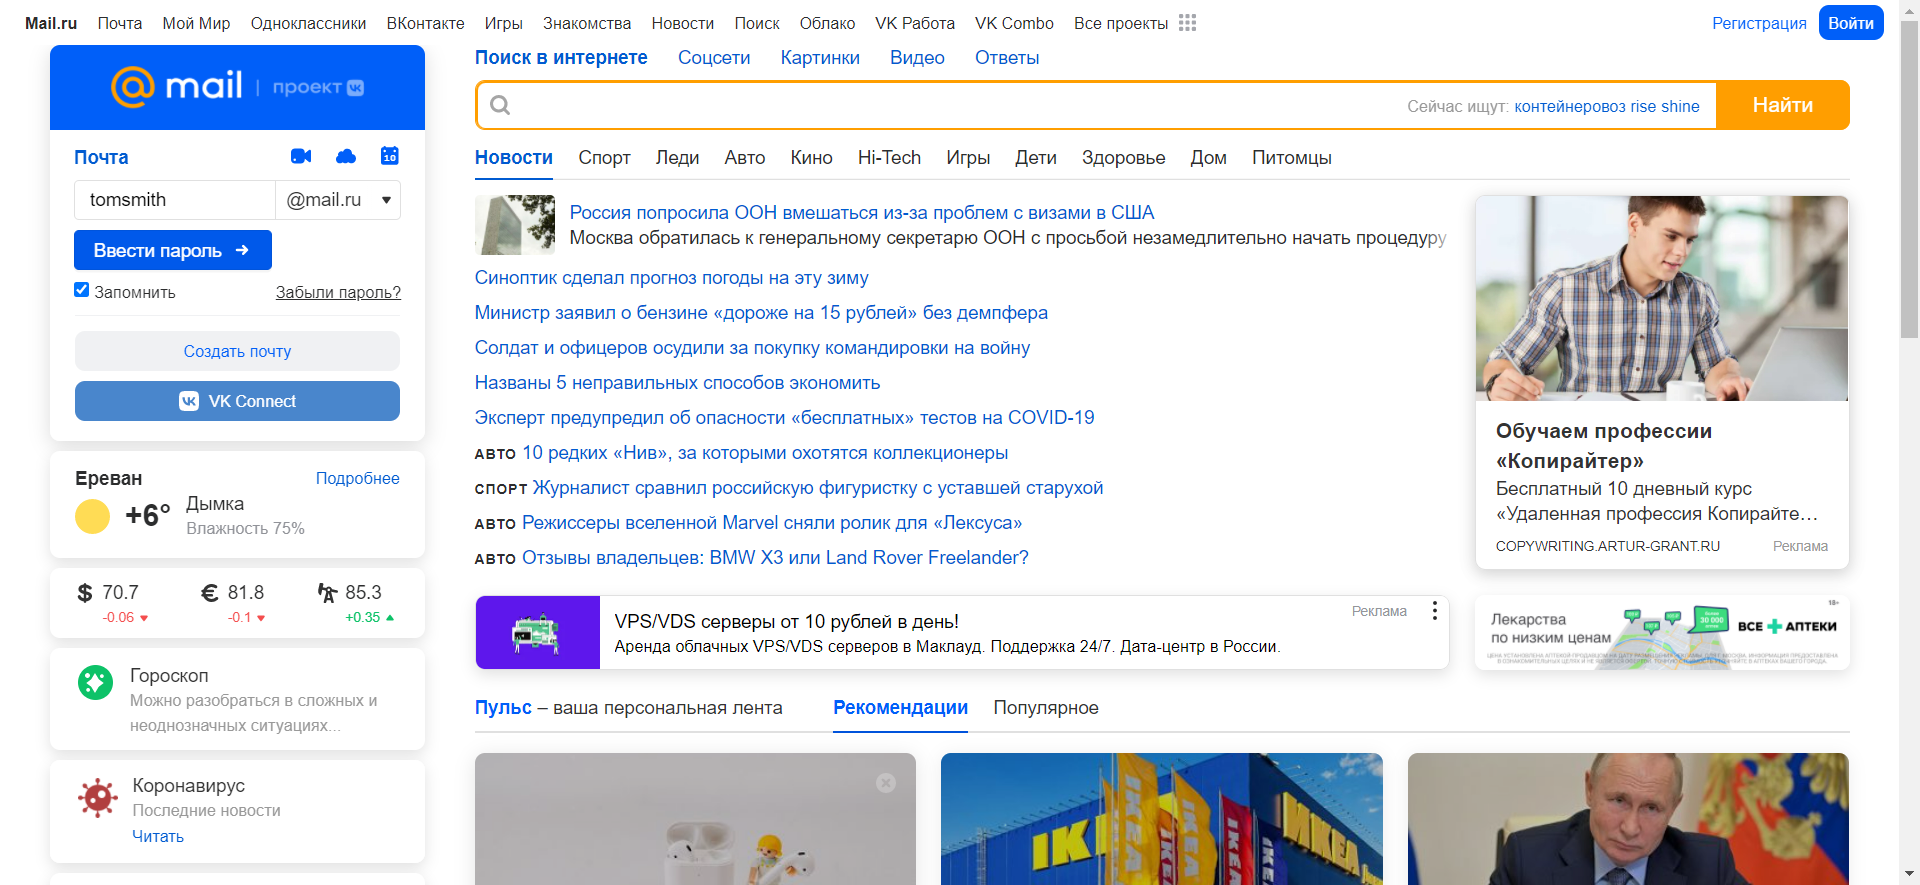 Mail.ru Почта Мой Мир Одноклассники ВКонтакте Игры Знакомства Новости Поиск Облако VK Работа VK Combo Все проекты
Регистрация Войти
@ mail | проект VK
Почта
10
tomsmith @mail.ru
Ввести пароль
Запомнить Забыли пароль?
Создать почту
VK Connect
Ереван Подробнее
+6° Дымка
Влажность 75%
$ 70.7 € 81.8 85.3
-0.06 -0.1 +0.35
Гороскоп
Можно разобраться в сложных и
неоднозначных ситуациях...
Коронавирус
Последние новости
Читать
Поиск в интернете Соцсети Картинки Видео Ответы
Сейчас ищут: контейнеровоз rise shine Найти
Новости Спорт Леди Авто Кино Hi-Tech Игры Дети Здоровье Дом Питомцы
Россия попросила ООН вмешаться из-за проблем с визами в США
Москва обратилась к генеральному секретарю ООН с просьбой незамедлительно начать процедуру
Синоптик сделал прогноз погоды на эту зиму
Министр заявил о бензине «дороже на 15 рублей» без демпфера
Солдат и офицеров осудили за покупку командировки на войну
Названы 5 неправильных способов экономить
Эксперт предупредил об опасности «бесплатных» тестов на COVID-19
АВТО 10 редких «Нив», за которыми охотятся коллекционеры
СПОРТ Журналист сравнил российскую фигуристку с уставшей старухой
АВТО Режиссеры вселенной Marvel сняли ролик для «Лексуса»
АВТО Отзывы владельцев: BMW X3 или Land Rover Freelander?
Обучаем профессии
«Копирайтер»
Бесплатный 10 дневный курс
«Удаленная профессия Копирайте…
COPYWRITING.ARTUR-GRANT.RU Реклама
VPS/VDS серверы от 10 рублей в день!
Реклама
Аренда облачных VPS/VDS серверов в Маклауд. Поддержка 24/7. Дата-центр в России.
18+
Лекарства
по низким ценам
30 000
ВСЕ АПТЕКИ
Пульс – ваша персональная лента Рекомендации Популярное
IKEA
IKEA
IKEA
IKEA
ИКЕА